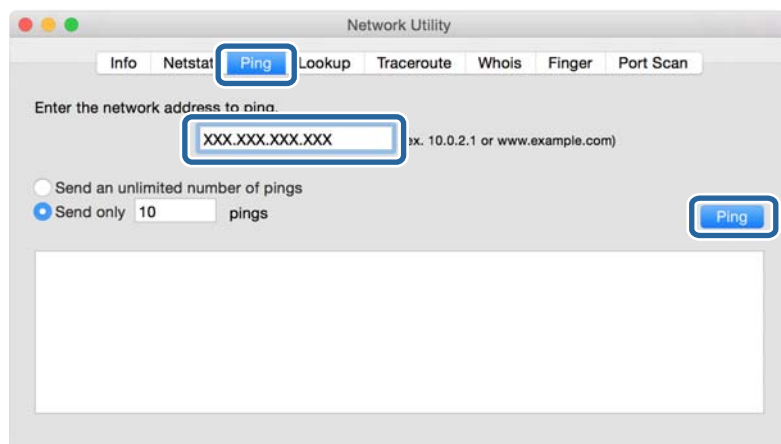 Network Utility
Info Netstat Ping Lookup Traceroute Whois Finger Port Scan
Enter the network address to ping.
XXX.XXX.XXX.XXX ex. 10.0.2.1 or www.example.com)
Send an unlimited number of pings
Send only 10 pings
Ping